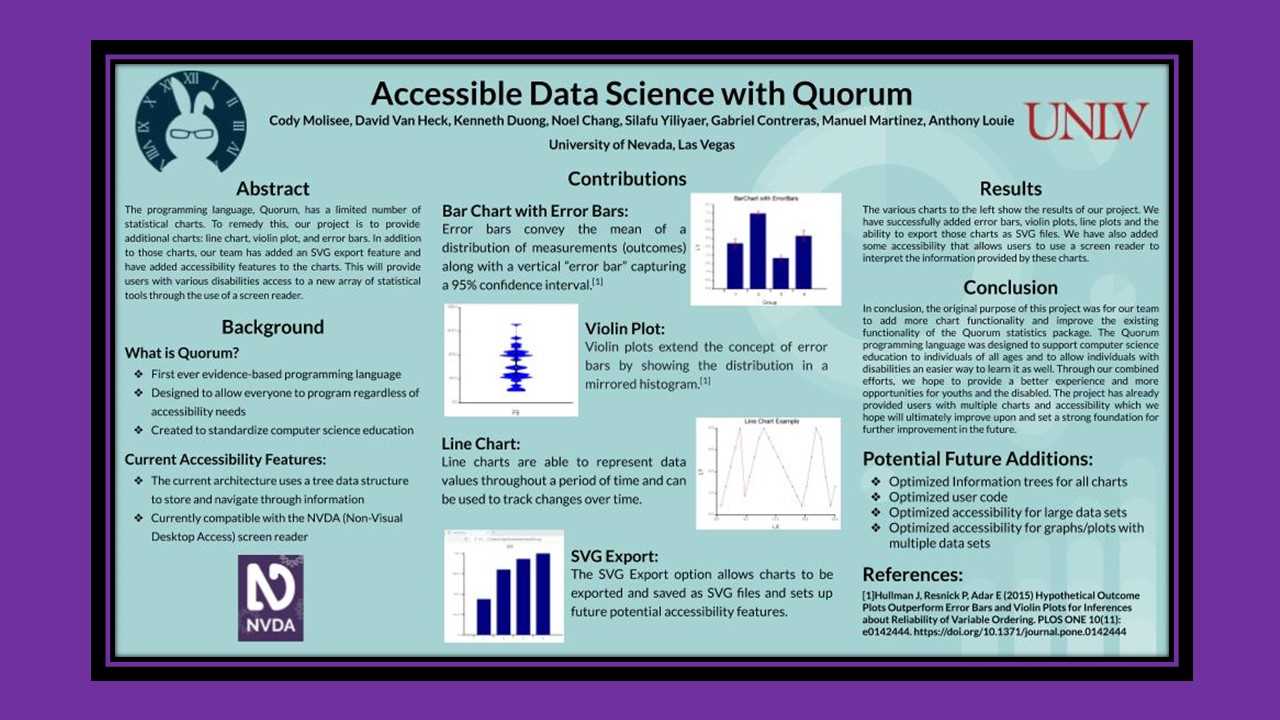 Accessible Data Science with Quorum
Cody Molisee, David Van Heck, Kenneth Duong, Noel Chang, Silafu Yiliyaer, Gabriel Contreras, Manuel Martinez, Anthony Louie
University of Nevada, Las Vegas
UNLV
XII
I
II
III
IX
X
Abstract
The programming language, Quorum, has a limited number of
statistical charts. To remedy this, our project is to provide
additional charts: line chart, violin plot, and error bars. In addition
to those charts, our team has added an SVG export feature and
have added accessibility features to the charts. This will provide
users with various disabilities access to a new array of statistical
tools through the use of a screen reader.
Background
What is Quorum?
❖ First ever evidence-based programming language
❖ Designed to allow everyone to program regardless of
accessibility needs
❖ Created to standardize computer science education
Current Accessibility Features:
❖ The current architecture uses a tree data structure
to store and navigate through information
❖ Currently compatible with the NVDA (Non-Visual
Desktop Access) screen reader
NVDA
Contributions
Bar Chart with Error Bars:
Error bars convey the mean of a
distribution of measurements (outcomes)
along with a vertical “error bar” capturing
a 95% confidence interval.[1]
BarChart with ErrorBars
Group
Violin Plot:
Violin plots extend the concept of error
bars by showing the distribution in a
mirrored histogram.[1]
Line Chart:
Line charts are able to represent data
values throughout a period of time and can
be used to track changes over time.
Line Chart Example
SVG Export:
The SVG Export option allows charts to be
exported and saved as SVG files and sets up
future potential accessibility features.
Results
The various charts to the left show the results of our project. We
have successfully added error bars, violin plots, line plots and the
ability to export those charts as SVG files. We have also added
some accessibility that allows users to use a screen reader to
interpret the information provided by these charts.
Conclusion
In conclusion, the original purpose of this project was for our team
to add more chart functionality and improve the existing
functionality of the Quorum statistics package. The Quorum
programming language was designed to support computer science
education to individuals of all ages and to allow individuals with
disabilities an easier way to learn it as well. Through our combined
efforts, we hope to provide a better experience and more
opportunities for youths and the disabled. The project has already
provided users with multiple charts and accessibility which we
hope will ultimately improve upon and set a strong foundation for
further improvement in the future.
Potential Future Additions:
❖ Optimized Information trees for all charts
❖ Optimized user code
❖ Optimized accessibility for large data sets
❖ Optimized accessibility for graphs/plots with
multiple data sets
References:
[1]Hullman J, Resnick P, Adar E (2015) Hypothetical Outcome
Plots Outperform Error Bars and Violin Plots for Inferences
about Reliability of Variable Ordering. PLOS ONE 10(11):
e0142444. https://doi.org/10.1371/journal.pone.0142444